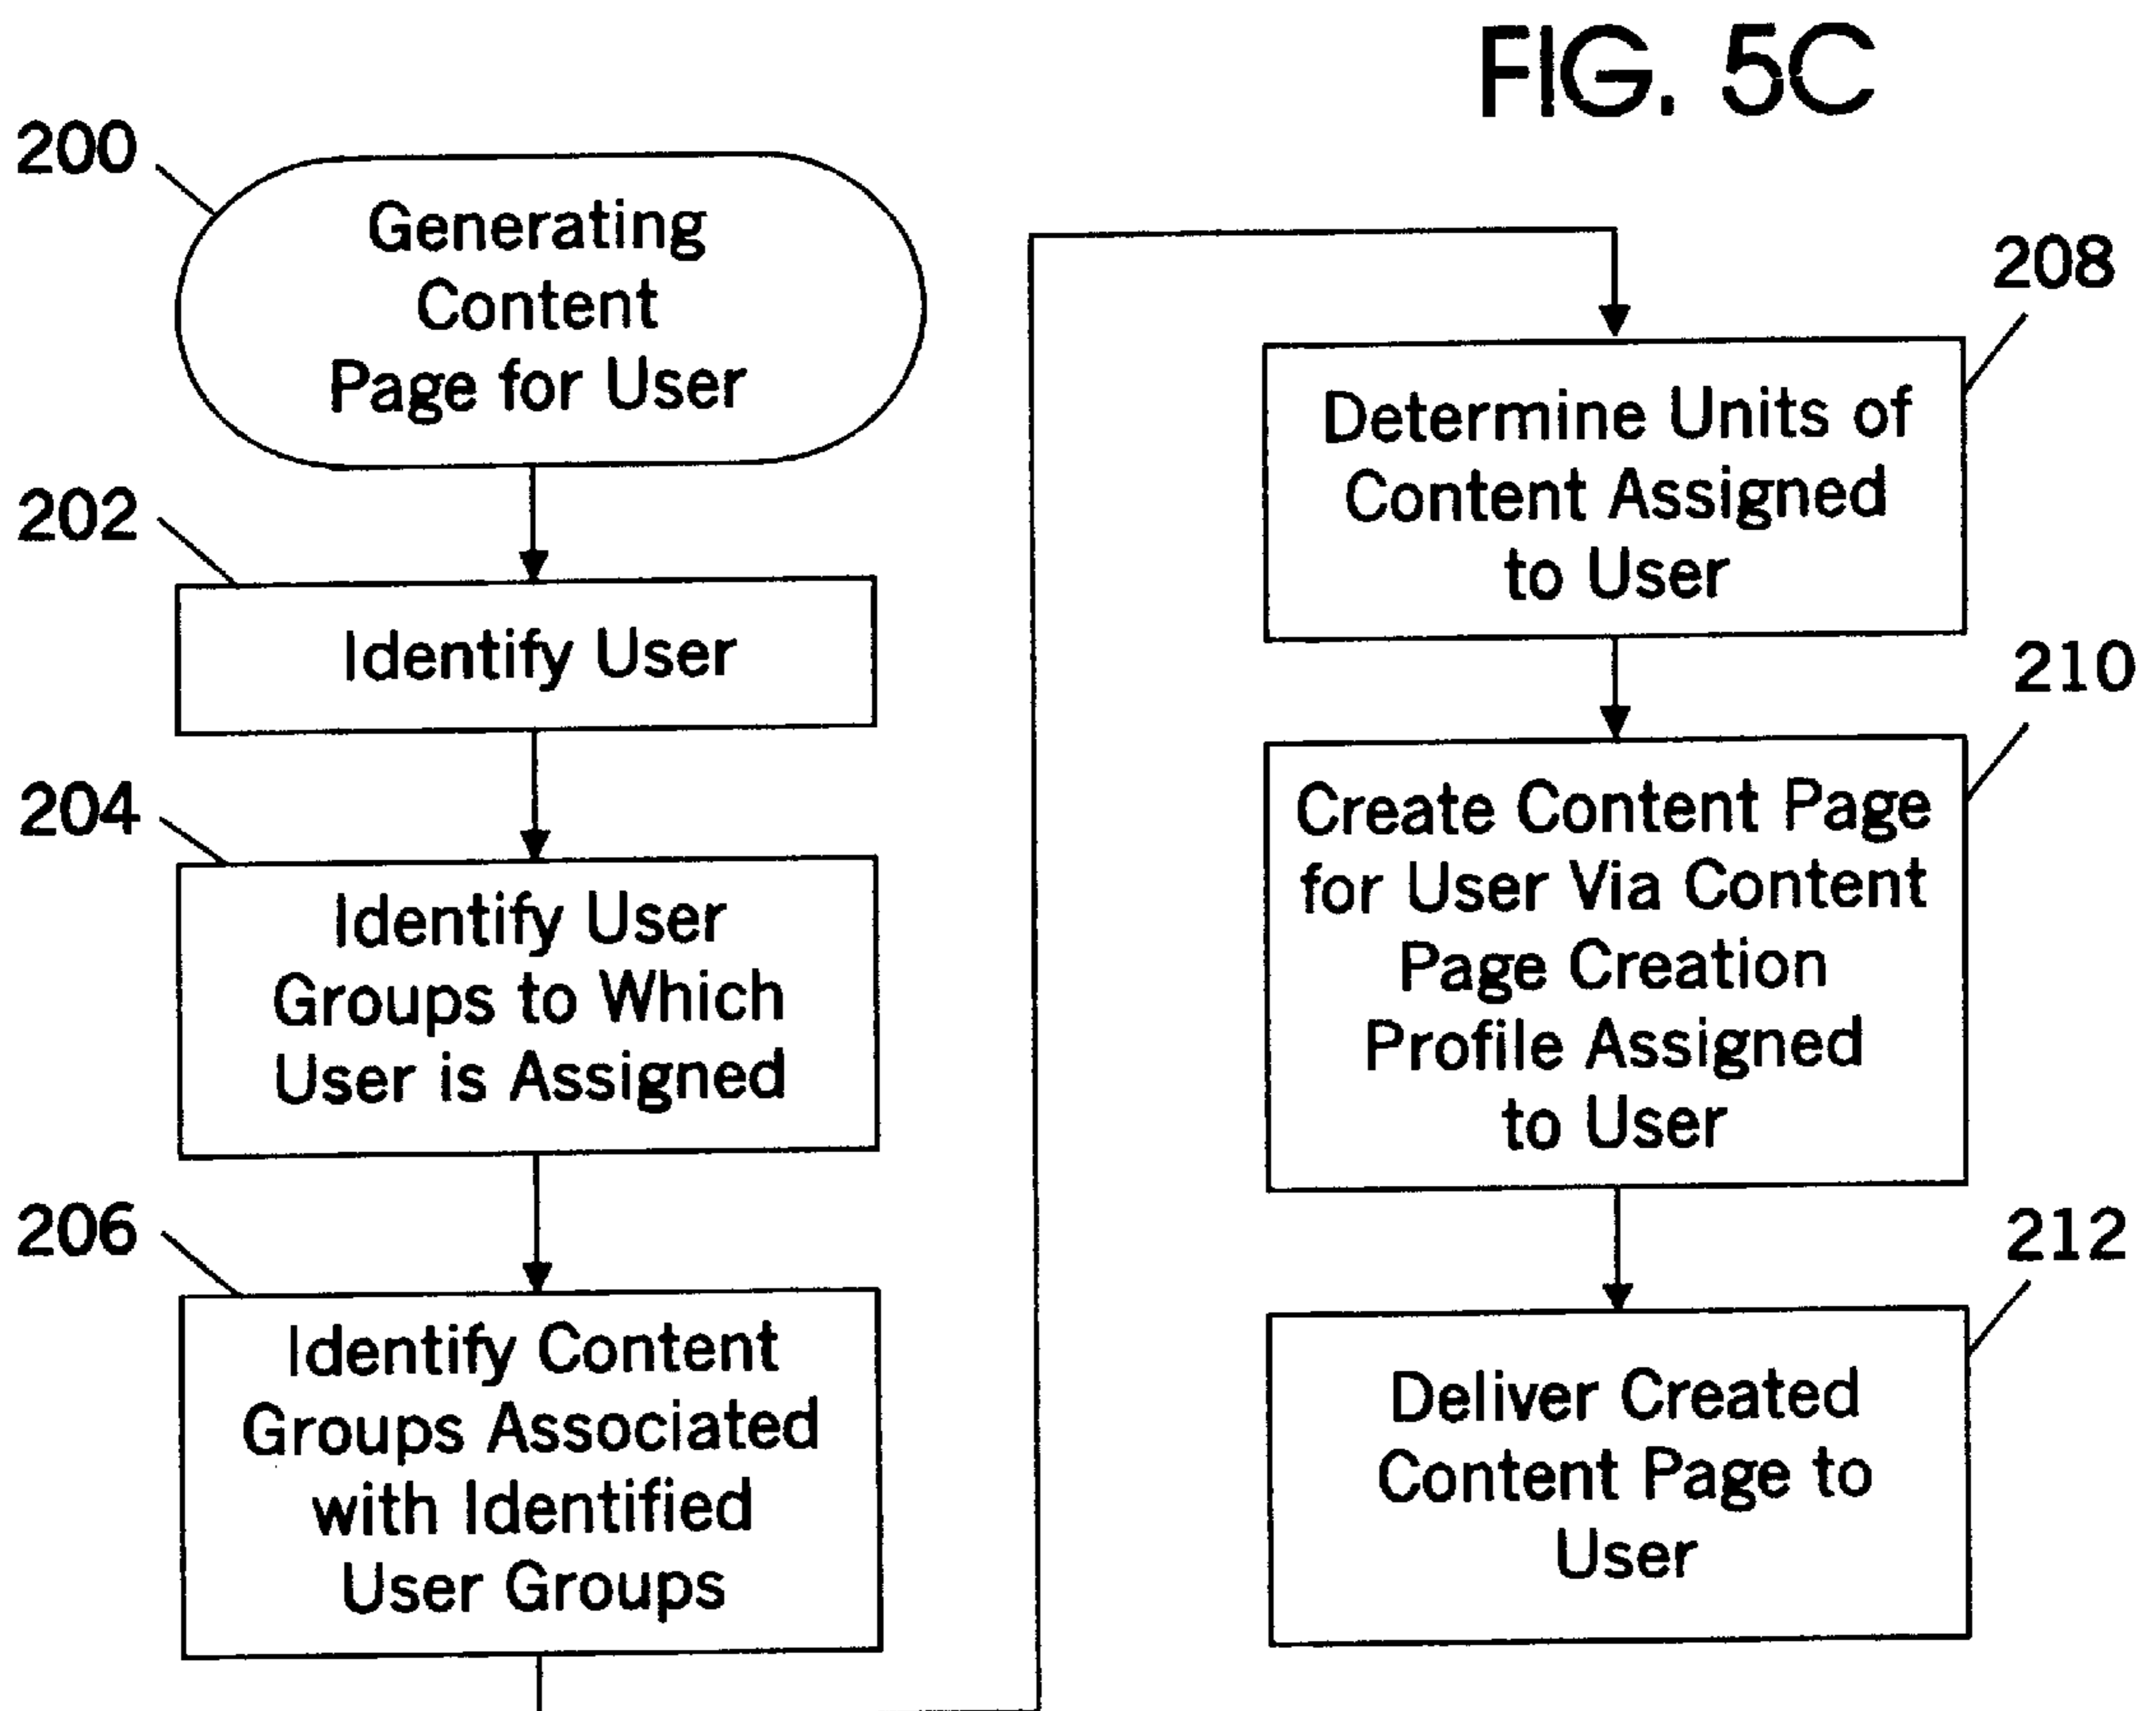 FIG. 5C
200
Generating
Content
Page for User
202
Identify User
204
Identify User
Groups to Which
User is Assigned
206
Identify Content
Groups Associated
with Identified
User Groups
208
Determine Units of
Content Assigned
to User
210
Create Content Page
for User Via Content
Page Creation
Profile Assigned
to User
212
Deliver Created
Content Page to
User